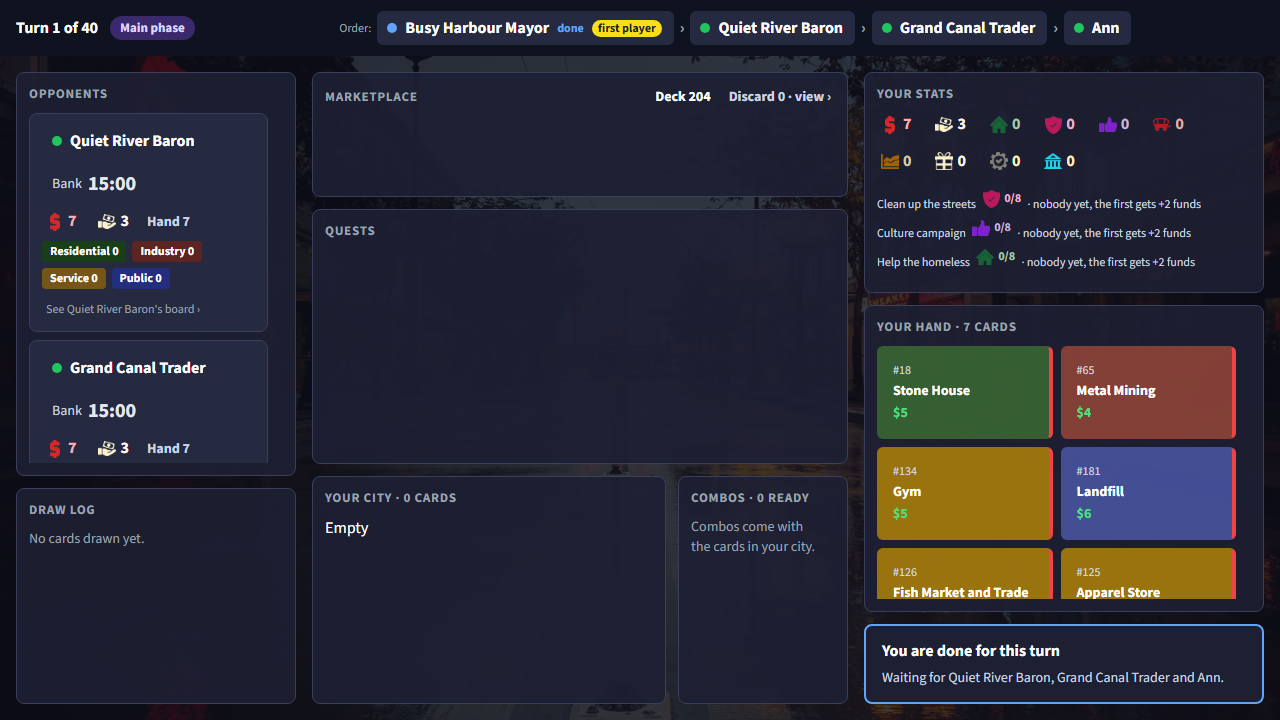 Turn 1 of 40 Main phase
Order: Busy Harbour Mayor done first player › Quiet River Baron › Grand Canal Trader › Ann
OPPONENTS
Quiet River Baron
Bank 15:00
7 3 Hand 7
Residential 0 Industry 0
Service 0 Public 0
See Quiet River Baron's board ›
Grand Canal Trader
Bank 15:00
7 3 Hand 7
DRAW LOG
No cards drawn yet.
MARKETPLACE Deck 204 Discard 0 · view ›
QUESTS
YOUR CITY · 0 CARDS
Empty
COMBOS · 0 READY
Combos come with
the cards in your city.
YOUR STATS
7 3 0 0 0 0
0 0 0 0
Clean up the streets 0/8 · nobody yet, the first gets +2 funds
Culture campaign 0/8 · nobody yet, the first gets +2 funds
Help the homeless 0/8 · nobody yet, the first gets +2 funds
YOUR HAND · 7 CARDS
#18
Stone House
$5
#65
Metal Mining
$4
#134
Gym
$5
#181
Landfill
$6
#126
Fish Market and Trade
#125
Apparel Store
You are done for this turn
Waiting for Quiet River Baron, Grand Canal Trader and Ann.